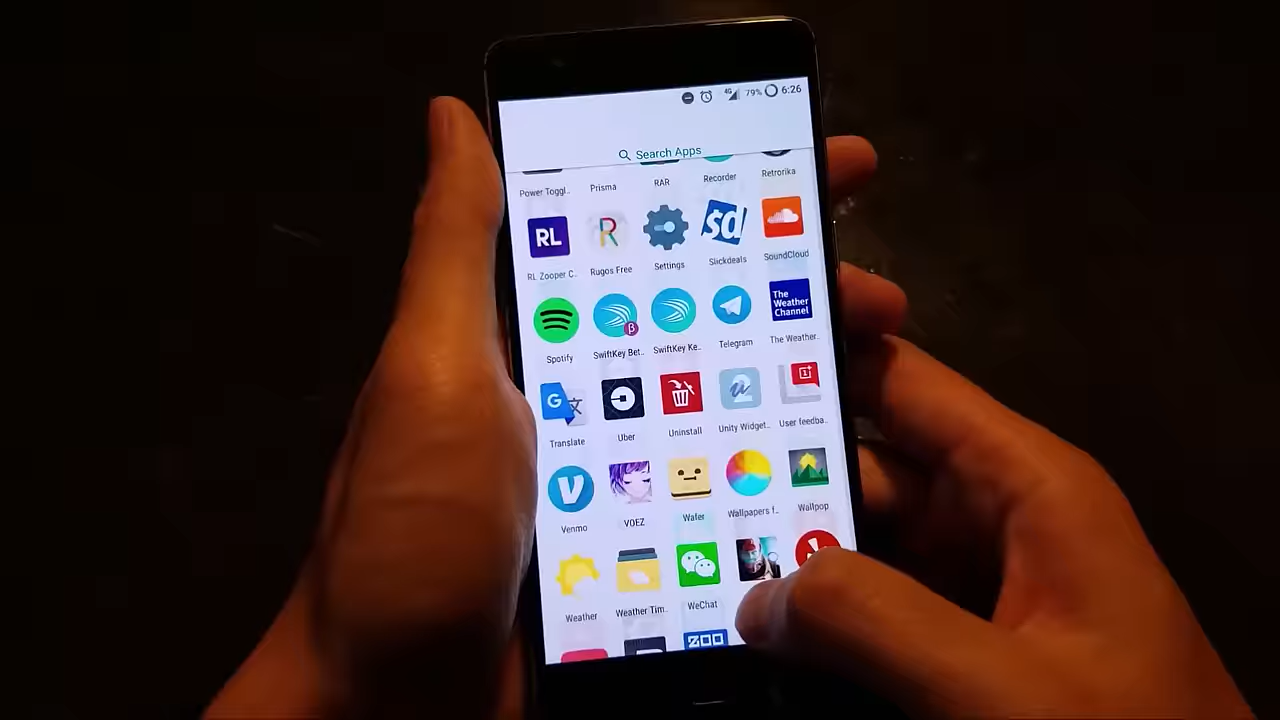 4G 79% 6:26
Search Apps
Power Toggl.. Prisma RAR Recorder Retrorika
RL $d
RL Zooper C.. Rugos Free Settings Slickdeals SoundCloud
β The
Weather
Channel
Spotify SwiftKey Bet.. SwiftKey Ke.. Telegram The Weather..
G 文 u 1+
Translate Uber Uninstall Unity Widget.. User feedba..
V
Venmo VOEZ Wafer Wallpapers f.. Wallpop
Weather Weather Tim.. WeChat
ZOO